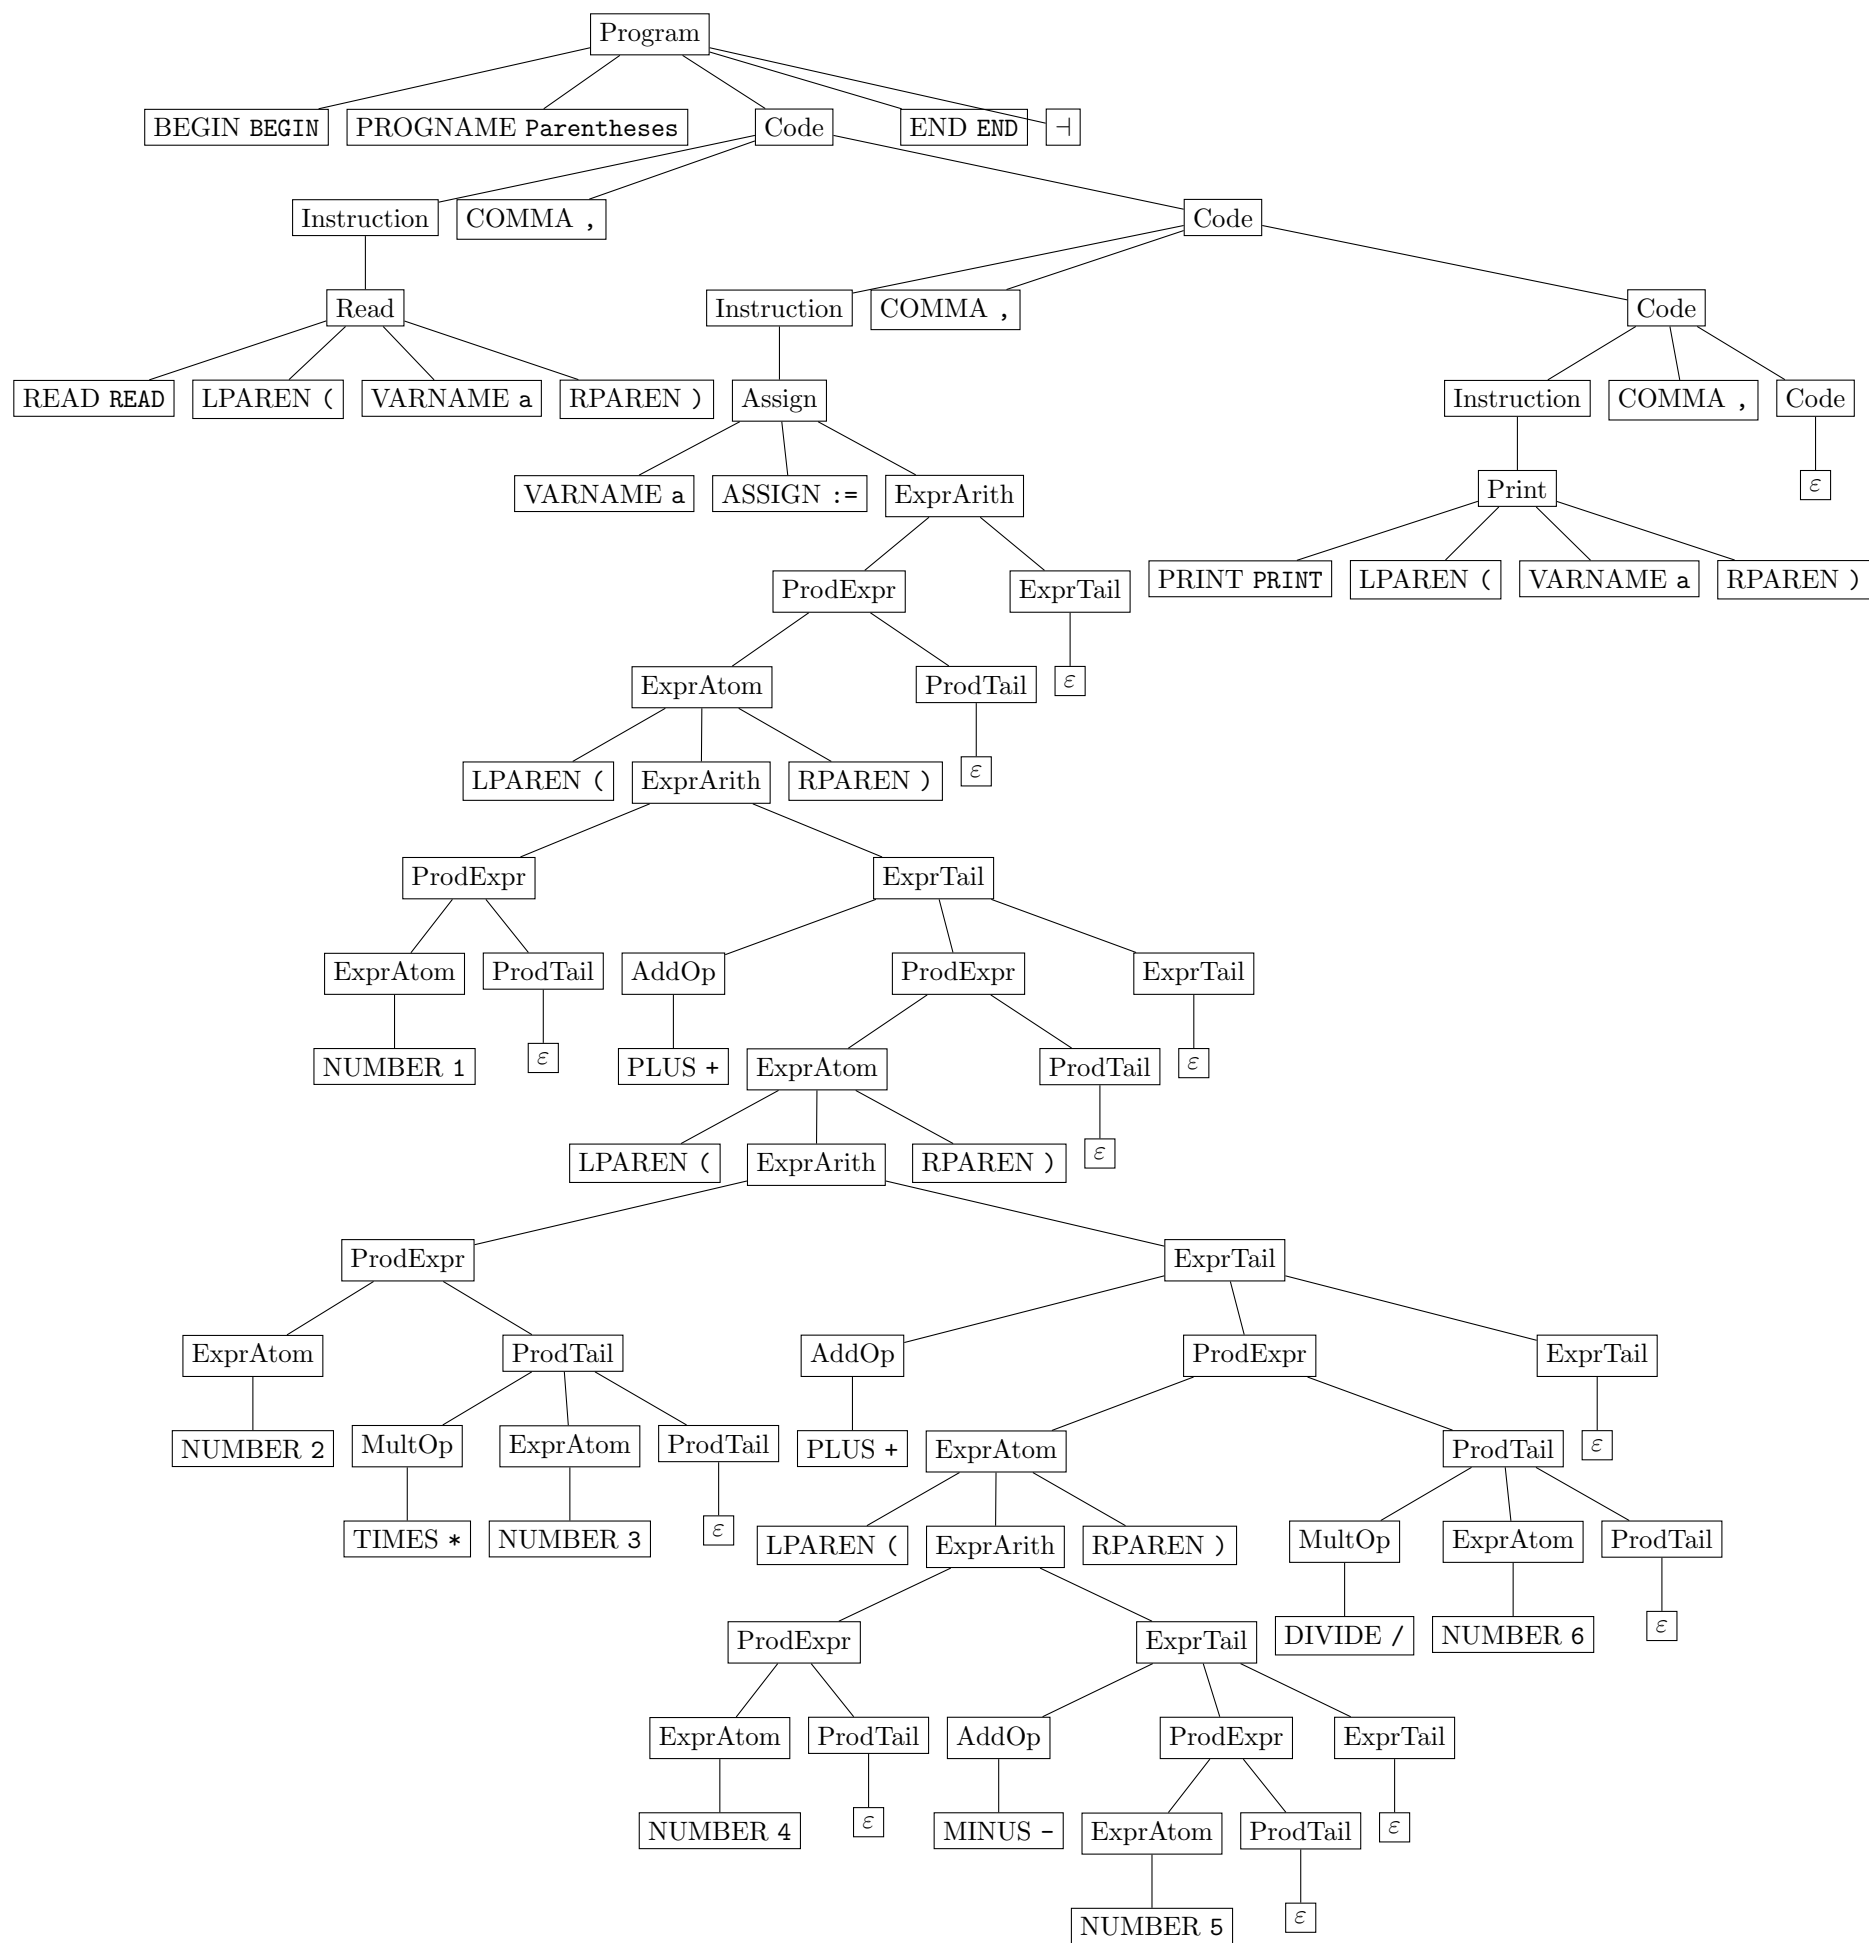 Program
BEGIN BEGIN PROGNAME Parentheses Code END END ⊣
Instruction COMMA , Code
Read Instruction COMMA , Code
READ READ LPAREN ( VARNAME a RPAREN ) Assign Instruction COMMA , Code
VARNAME a ASSIGN := ExprArith Print ε
ProdExpr ExprTail PRINT PRINT LPAREN ( VARNAME a RPAREN )
ExprAtom ProdTail ε
LPAREN ( ExprArith RPAREN ) ε
ProdExpr ExprTail
ExprAtom ProdTail AddOp ProdExpr ExprTail
NUMBER 1 ε PLUS + ExprAtom ProdTail ε
LPAREN ( ExprArith RPAREN ) ε
ProdExpr ExprTail
ExprAtom ProdTail AddOp ProdExpr ExprTail
NUMBER 2 MultOp ExprAtom ProdTail PLUS + ExprAtom ProdTail ε
TIMES * NUMBER 3 ε LPAREN ( ExprArith RPAREN ) MultOp ExprAtom ProdTail
ProdExpr ExprTail DIVIDE / NUMBER 6 ε
ExprAtom ProdTail AddOp ProdExpr ExprTail
NUMBER 4 ε MINUS - ExprAtom ProdTail ε
NUMBER 5 ε